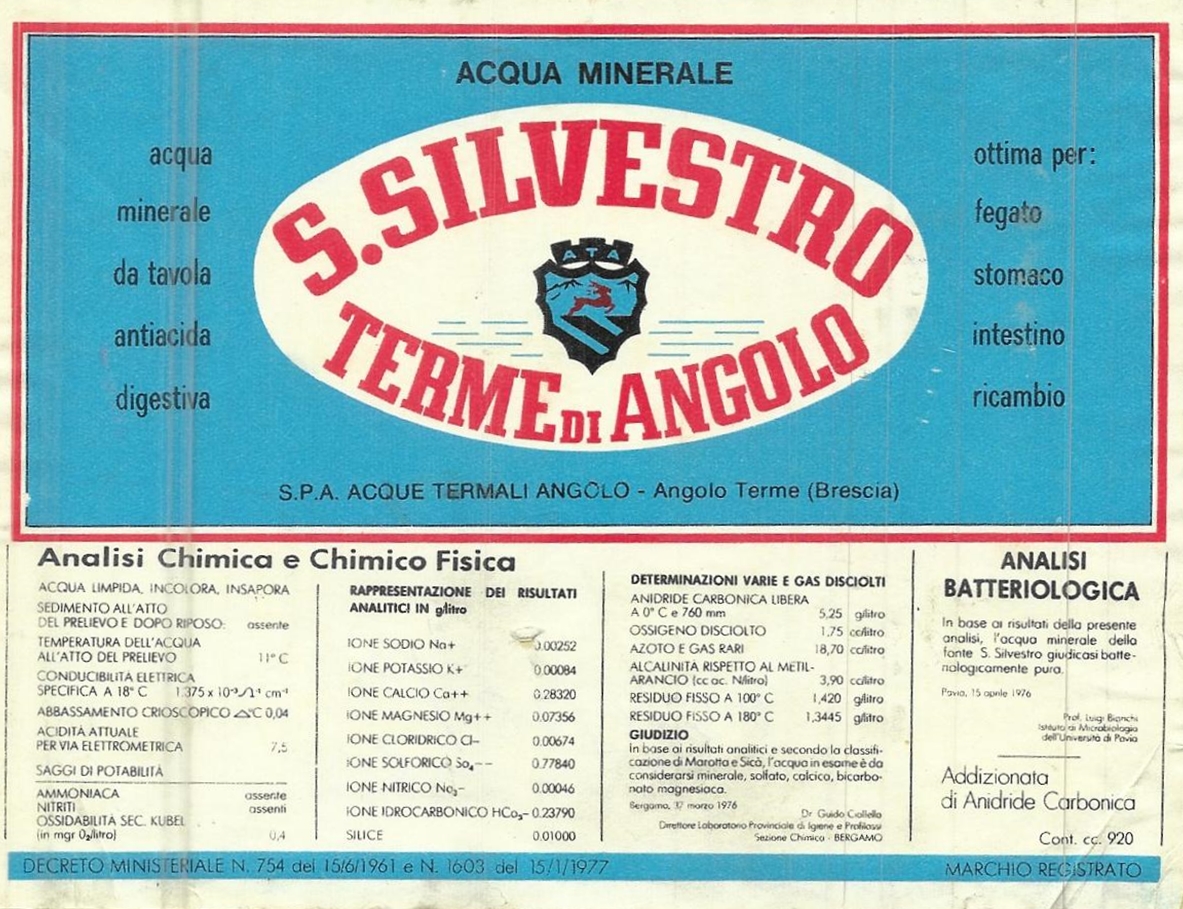 ACQUA MINERALE
acqua
minerale
da tavola
antiacida
digestiva
S.SILVESTRO
ATA
TERME DI ANGOLO
ottima per:
fegato
stomaco
intestino
ricambio
S.P.A. ACQUE TERMALI ANGOLO - Angolo Terme (Brescia)
Analisi Chimica e Chimico Fisica
ACQUA LIMPIDA, INCOLORA, INSAPORA
SEDIMENTO ALL'ATTO
DEL PRELIEVO E DOPO RIPOSO: assente
TEMPERATURA DELL'ACQUA
ALL'ATTO DEL PRELIEVO 11° C
CONDUCIBILITÀ ELETTRICA
SPECIFICA A 18° C 1.375 x 10⁻³ cm⁻¹
ABBASSAMENTO CRIOSCOPICO △°C 0,04
ACIDITÀ ATTUALE
PER VIA ELETTROMETRICA 7,5
SAGGI DI POTABILITÀ
AMMONIACA assente
NITRITI assenti
OSSIDABILITÀ SEC. KUBEL
(in mgr O₂/litro) 0,4
RAPPRESENTAZIONE DEI RISULTATI
ANALITICI IN g/litro
IONE SODIO Na+ 0.00252
IONE POTASSIO K+ 0.00084
IONE CALCIO Ca++ 0.28320
IONE MAGNESIO Mg++ 0.07356
IONE CLORIDRICO Cl- 0.00674
IONE SOLFORICO So₄-- 0.77840
IONE NITRICO No₃- 0.00046
IONE IDROCARBONICO HCo₃- 0.23790
SILICE 0.01000
DETERMINAZIONI VARIE E GAS DISCIOLTI
ANIDRIDE CARBONICA LIBERA
A 0° C e 760 mm 5,25 g/litro
OSSIGENO DISCIOLTO 1,75 cc/litro
AZOTO E GAS RARI 18,70 cc/litro
ALCALINITÀ RISPETTO AL METIL-
ARANCIO (cc ac. N/litro) 3,90 cc/litro
RESIDUO FISSO A 100° C 1,420 g/litro
RESIDUO FISSO A 180° C 1,3445 g/litro
GIUDIZIO
In base ai risultati analitici e secondo la classifi-
cazione di Marotta e Sicà, l'acqua in esame è da
considerarsi minerale, solfato, calcica, bicarbo-
nato magnesiaca.
Bergamo, marzo 1976
Dr Guido Ciollella
Direttore Laboratorio Provinciale di Igiene e Profilassi
Sezione Chimica - BERGAMO
ANALISI
BATTERIOLOGICA
In base ai risultati della presente
analisi, l'acqua minerale della
fonte S. Silvestro giudicasi batte-
riologicamente pura.
Pavia, 15 aprile 1976
Prof. Luigi Bianchi
Istituto di Microbiologia
dell'Università di Pavia
Addizionata
di Anidride Carbonica
Cont. cc. 920
DECRETO MINISTERIALE N. 754 del 15/6/1961 e N. 1603 del 15/1/1977
MARCHIO REGISTRATO